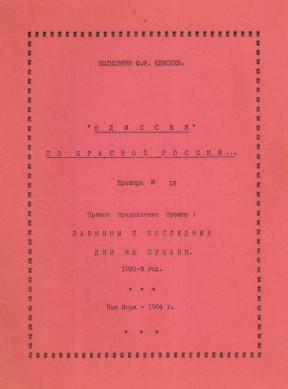 ПОЛКОВНИК Ф.И. ЕЛИСЕЕВ.
"ОДИССЕЯ"
ПО КРАСНОЙ РОССИИ...
Брошюра №
Прямое продолжение брошюр:
ЛАБИНЦЫ И ПОСЛЕДНИЕ
ДНИ НА КУБАНИ.
1920-й год.
* * *
Нью Йорк - 1964 г.
* * *